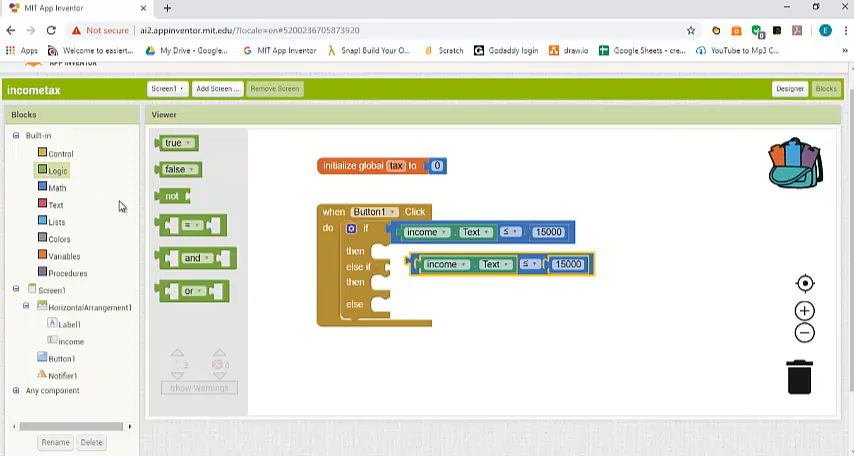 MIT App Inventor
Not secure
ai2.appinventor.mit.edu/?locale=en#5200236705873920
Apps
Welcome to easiert...
My Drive - Google...
MIT App Inventor
Snap! Build Your O...
Scratch
Godaddy login
draw.io
Google Sheets - cre...
YouTube to Mp3 C...
incometax
Screen1
Add Screen ...
Remove Screen
Designer
Blocks
Blocks
Viewer
Built-in
Control
Logic
Math
Text
Lists
Colors
Variables
Procedures
Screen1
HorizontalArrangement1
Label1
income
Button1
Notifier1
Any component
Rename
Delete
true
false
not
=
and
or
2
0
Show Warnings
initialize global tax to 0
when Button1 .Click
do if income . Text ≤ 15000
then
else if income . Text ≤ 15000
then
else